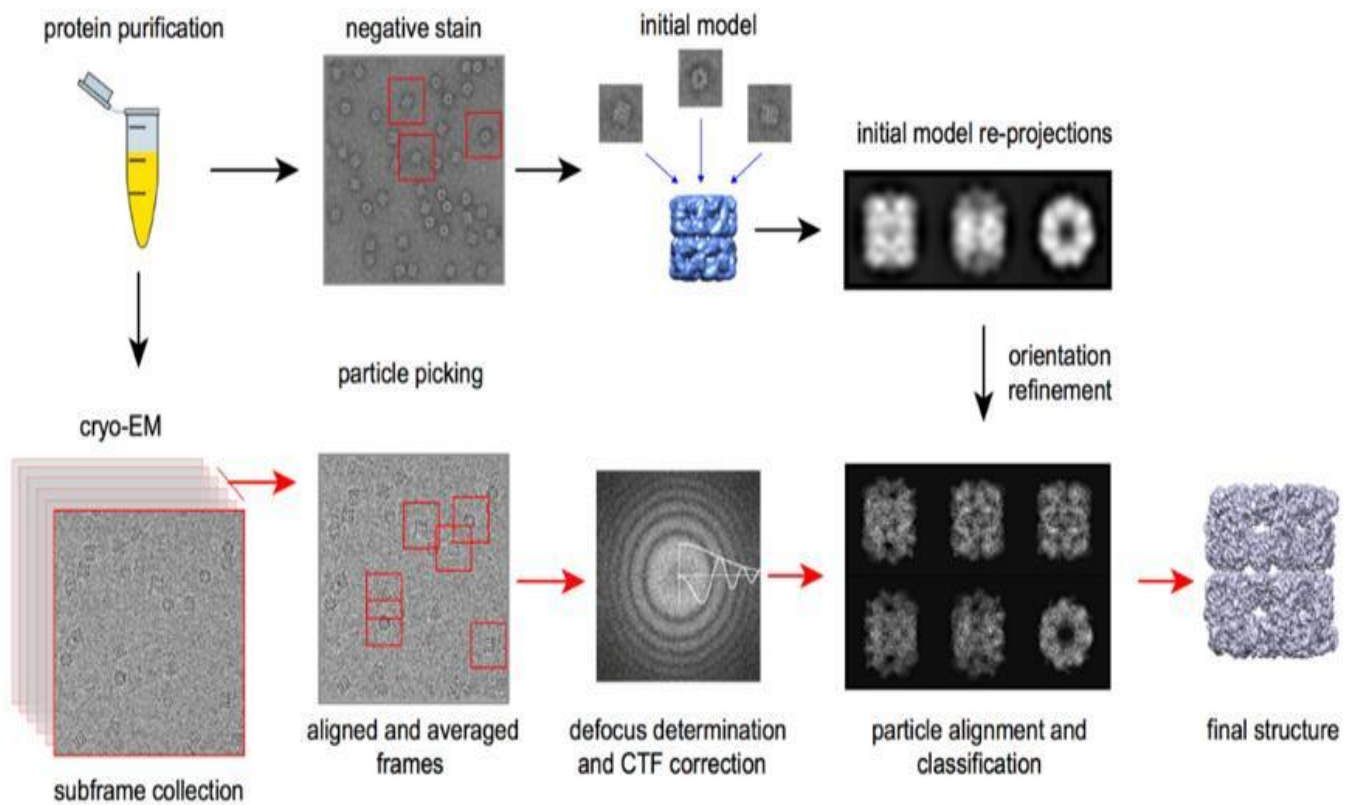 protein purification
negative stain
initial model
initial model re-projections
orientation
refinement
particle picking
cryo-EM
subframe collection
aligned and averaged
frames
defocus determination
and CTF correction
particle alignment and
classification
final structure